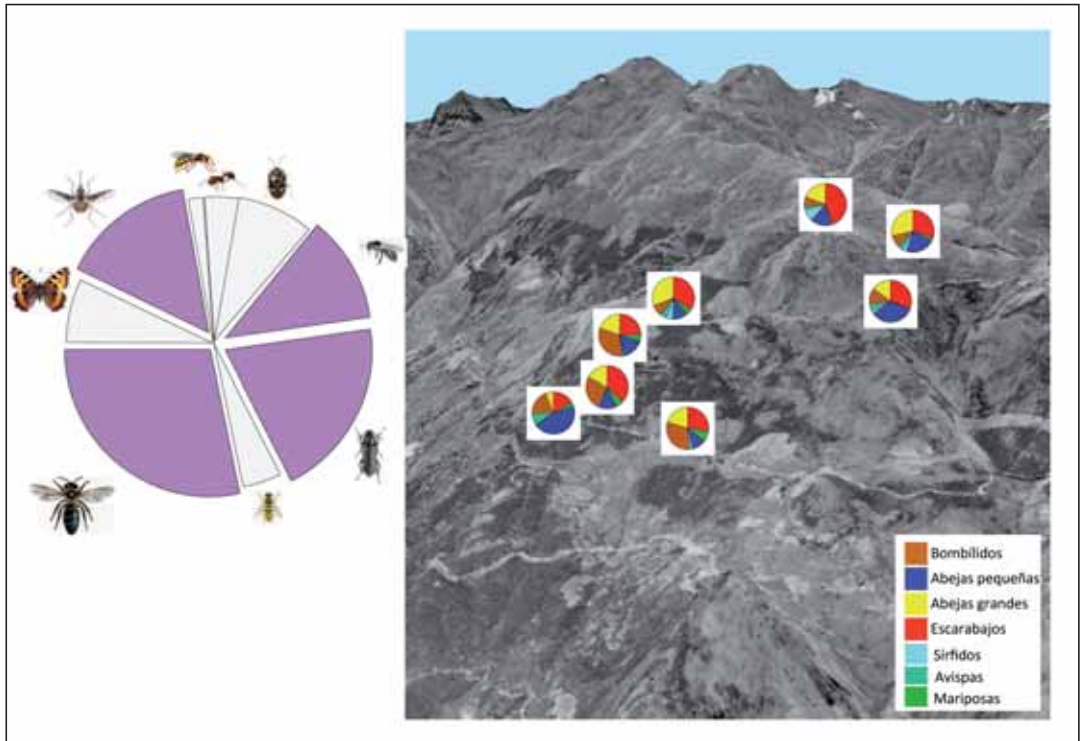 Bombílidos
Abejas pequeñas
Abejas grandes
Escarabajos
Sírfidos
Avispas
Mariposas